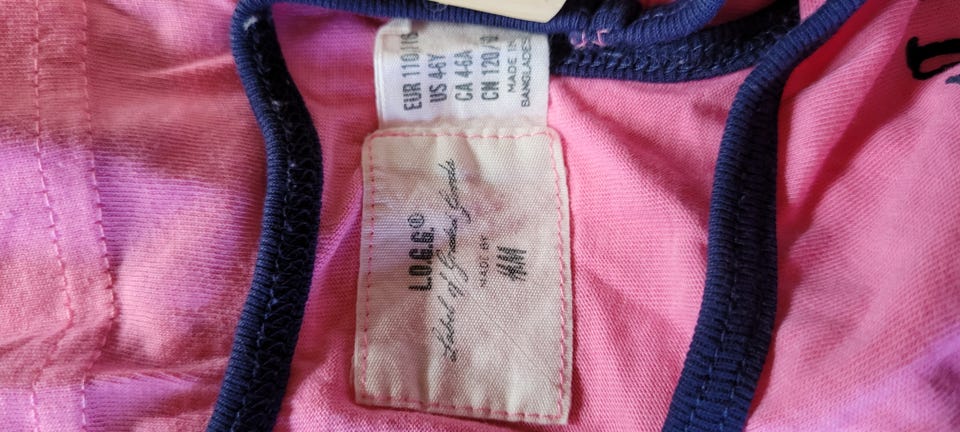 EUR 110/116
US 4-6Y
CA 4-6A
CN 120/
MADE IN
BANGLADESH
L.O.G.G.®
Label of Graded Goods
MADE BY
H&M